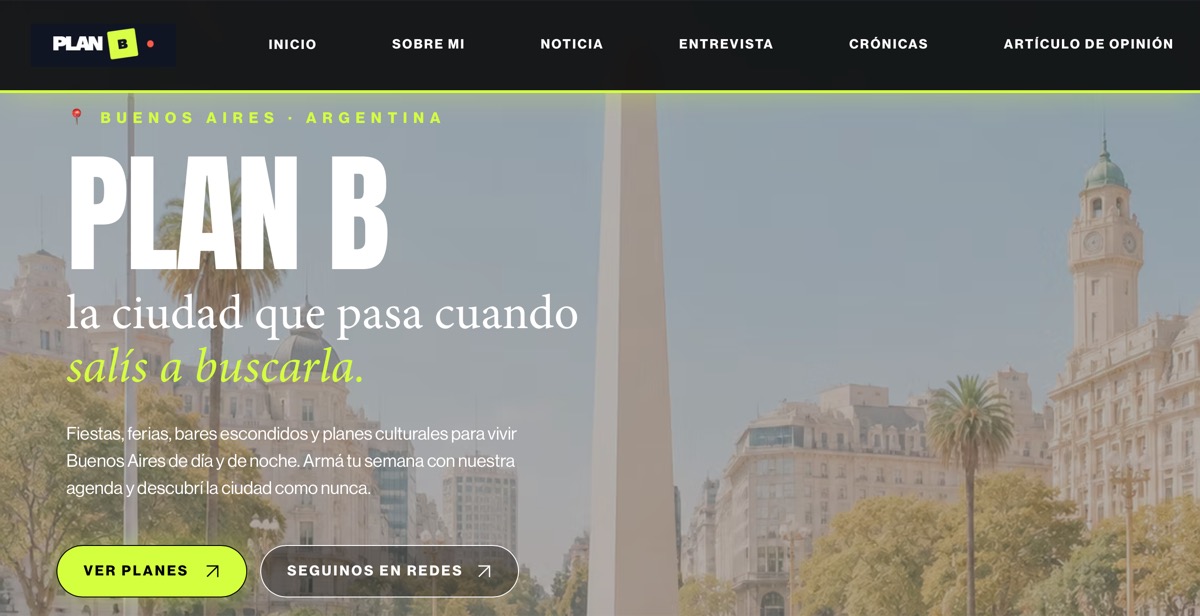 PLAN B
INICIO
SOBRE MI
NOTICIA
ENTREVISTA
CRÓNICAS
ARTÍCULO DE OPINIÓN
BUENOS AIRES · ARGENTINA
PLAN B
la ciudad que pasa cuando
salís a buscarla.
Fiestas, ferias, bares escondidos y planes culturales para vivir
Buenos Aires de día y de noche. Armá tu semana con nuestra
agenda y descubrí la ciudad como nunca.
VER PLANES
SEGUINOS EN REDES